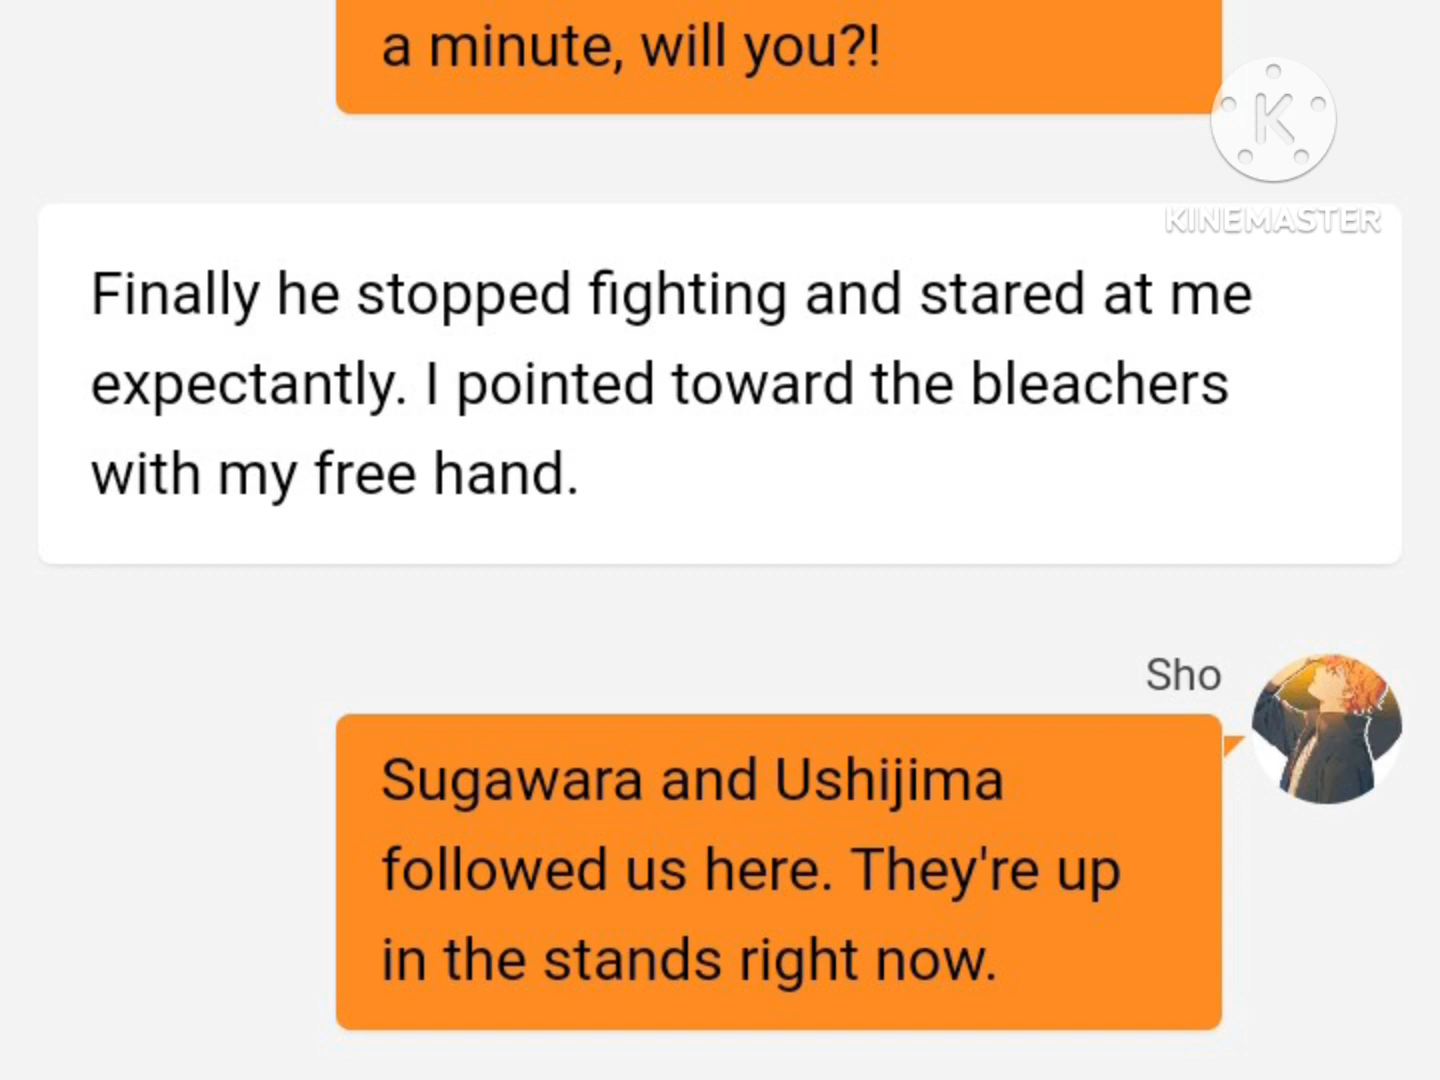 a minute, will you?!
K
KINEMASTER
Finally he stopped fighting and stared at me
expectantly. I pointed toward the bleachers
with my free hand.
Sho
Sugawara and Ushijima
followed us here. They're up
in the stands right now.